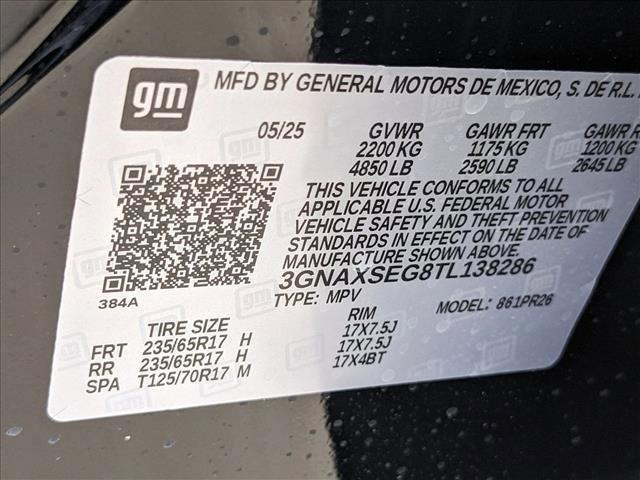 gm
MFD BY GENERAL MOTORS DE MEXICO, S. DE R.L.
05/25 GVWR GAWR FRT GAWR
2200 KG 1175 KG 1200 KG
4850 LB 2590 LB 2645 LB
THIS VEHICLE CONFORMS TO ALL
APPLICABLE U.S. FEDERAL MOTOR
VEHICLE SAFETY AND THEFT PREVENTION
STANDARDS IN EFFECT ON THE DATE OF
MANUFACTURE SHOWN ABOVE.
3GNAXSEG8TL138286
384A
TYPE: MPV MODEL: 861PR26
TIRE SIZE RIM
FRT 235/65R17 H 17X7.5J
RR 235/65R17 H 17X7.5J
SPA T125/70R17 M 17X4BT